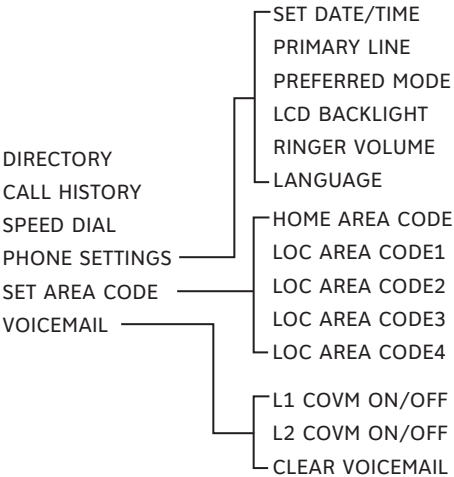 DIRECTORY
CALL HISTORY
SPEED DIAL
PHONE SETTINGS
SET AREA CODE
VOICEMAIL
SET DATE/TIME
PRIMARY LINE
PREFERRED MODE
LCD BACKLIGHT
RINGER VOLUME
LANGUAGE
HOME AREA CODE
LOC AREA CODE1
LOC AREA CODE2
LOC AREA CODE3
LOC AREA CODE4
L1 COVM ON/OFF
L2 COVM ON/OFF
CLEAR VOICEMAIL